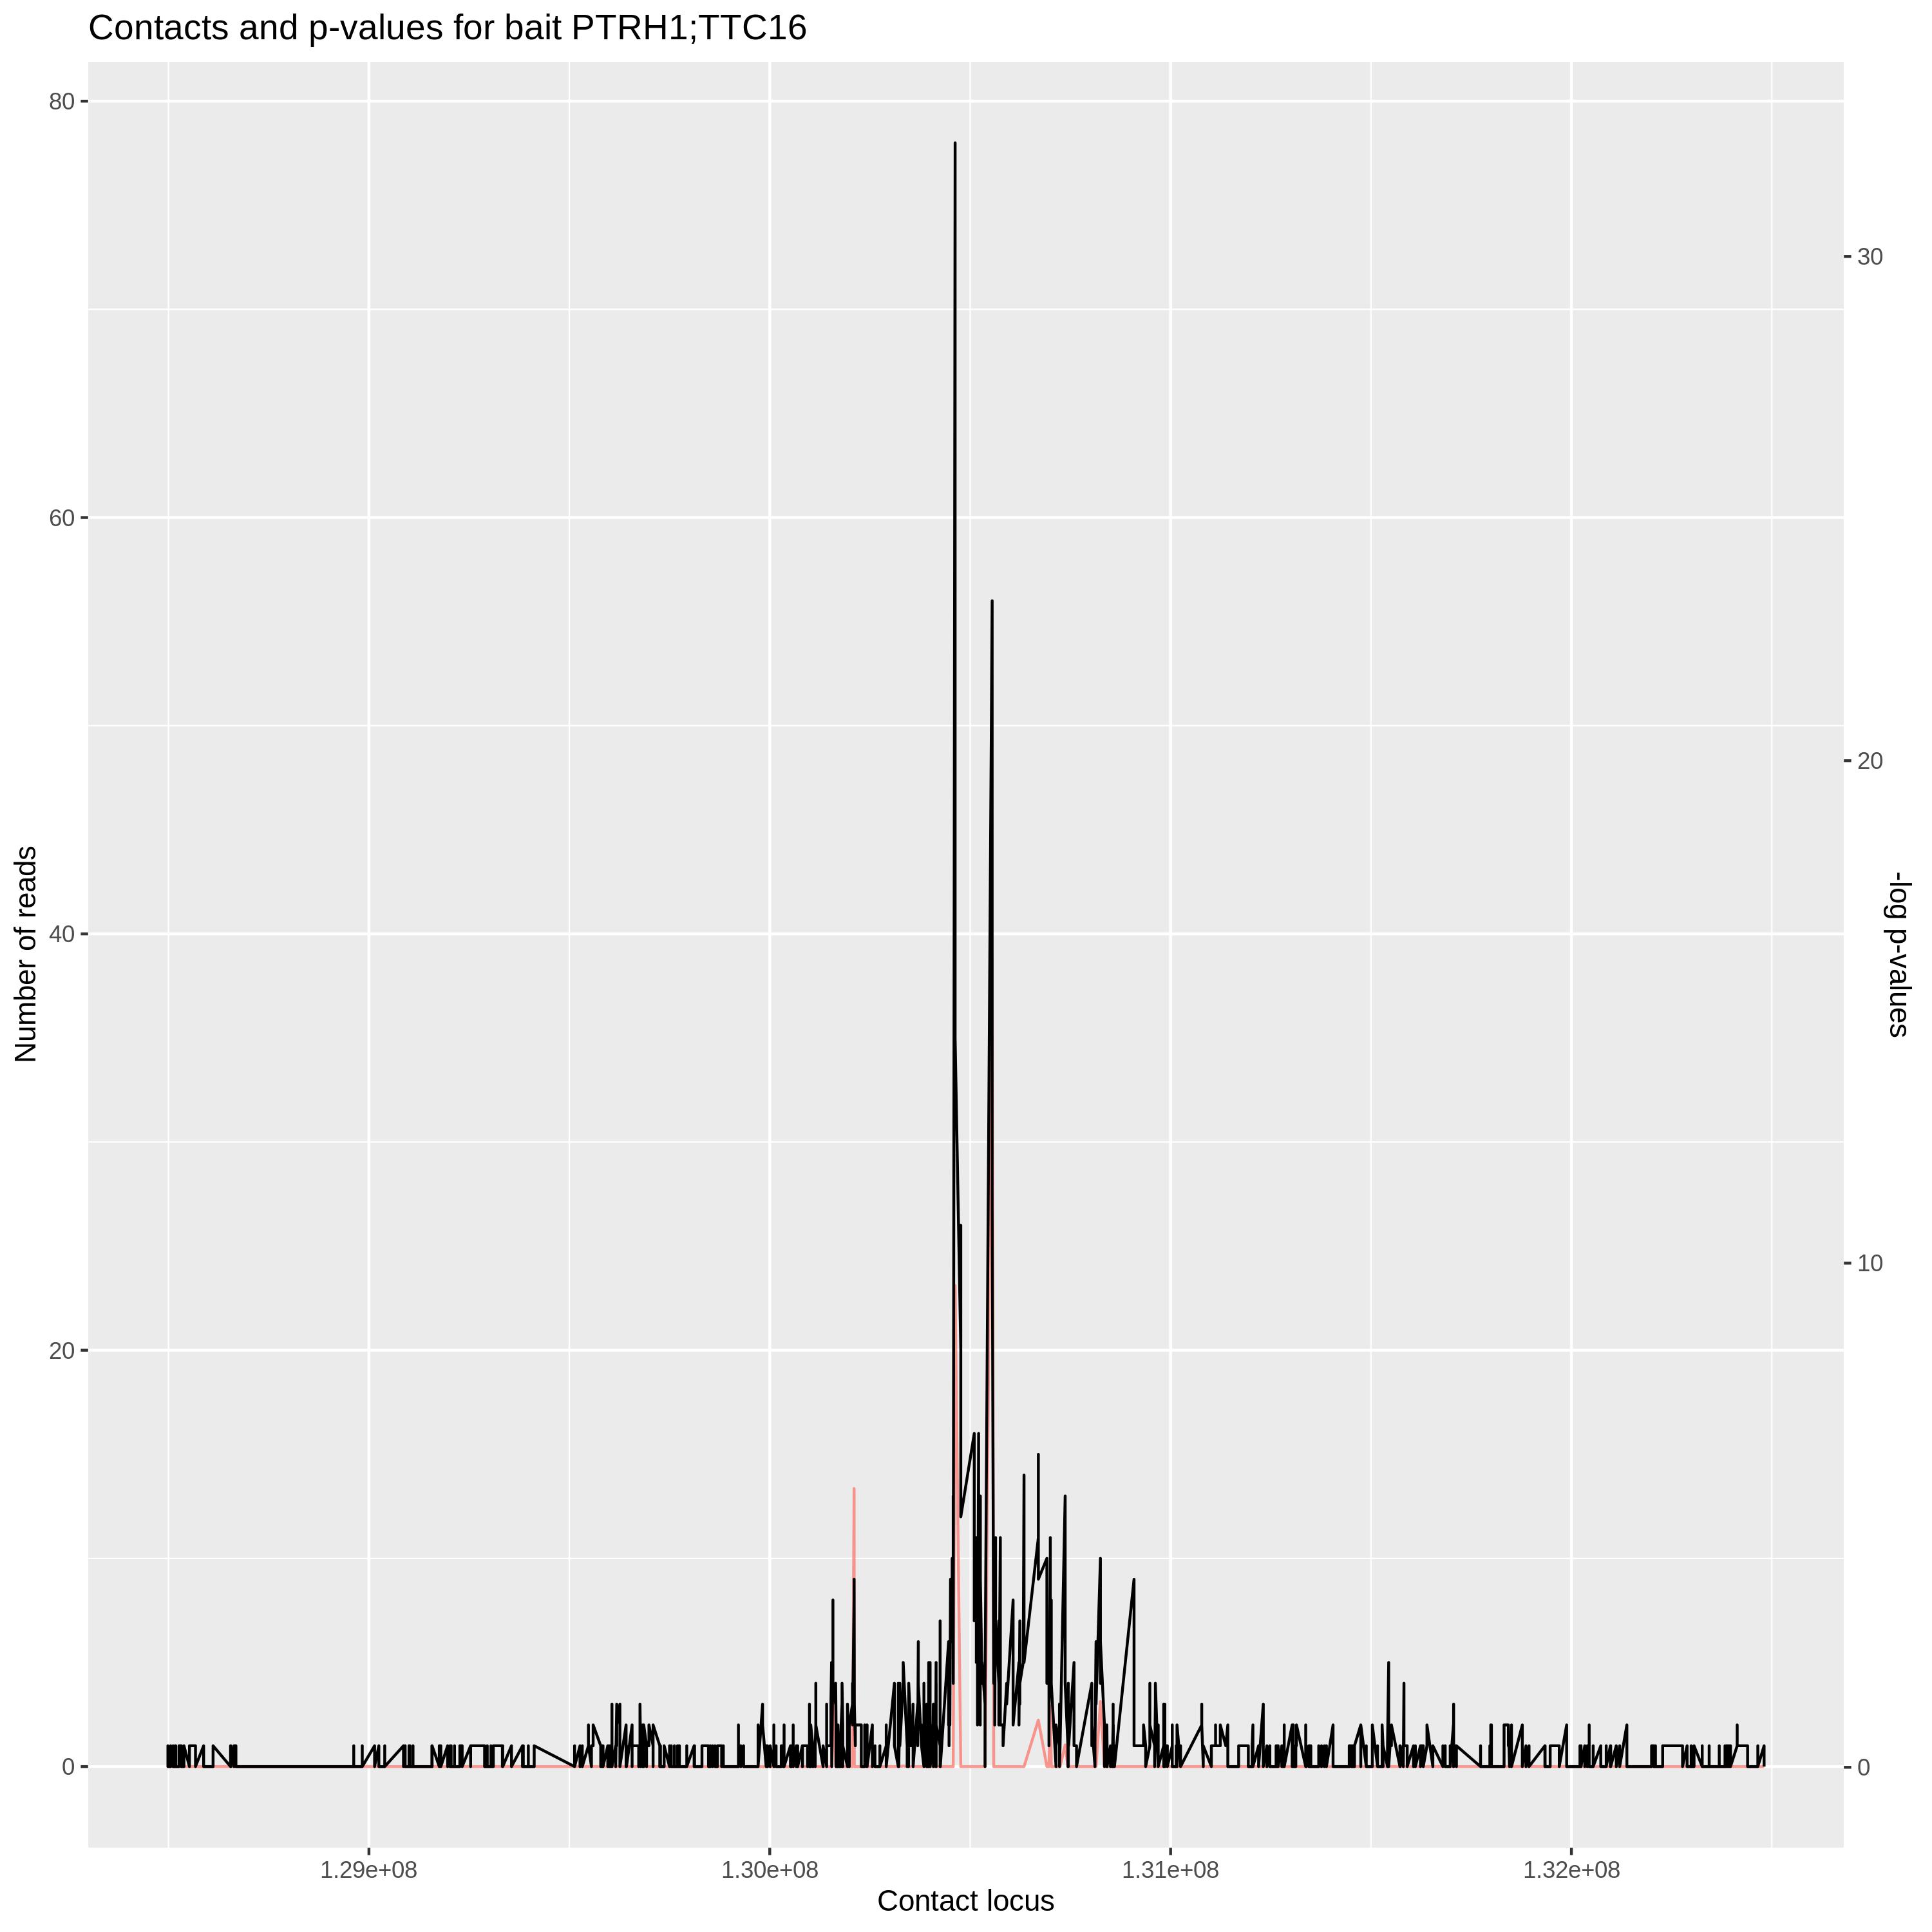 Contacts and p-values for bait PTRH1;TTC16
80
60
40
20
0
Number of reads
30
20
10
0
-log p-values
1.29e+08
1.30e+08
1.31e+08
1.32e+08
Contact locus